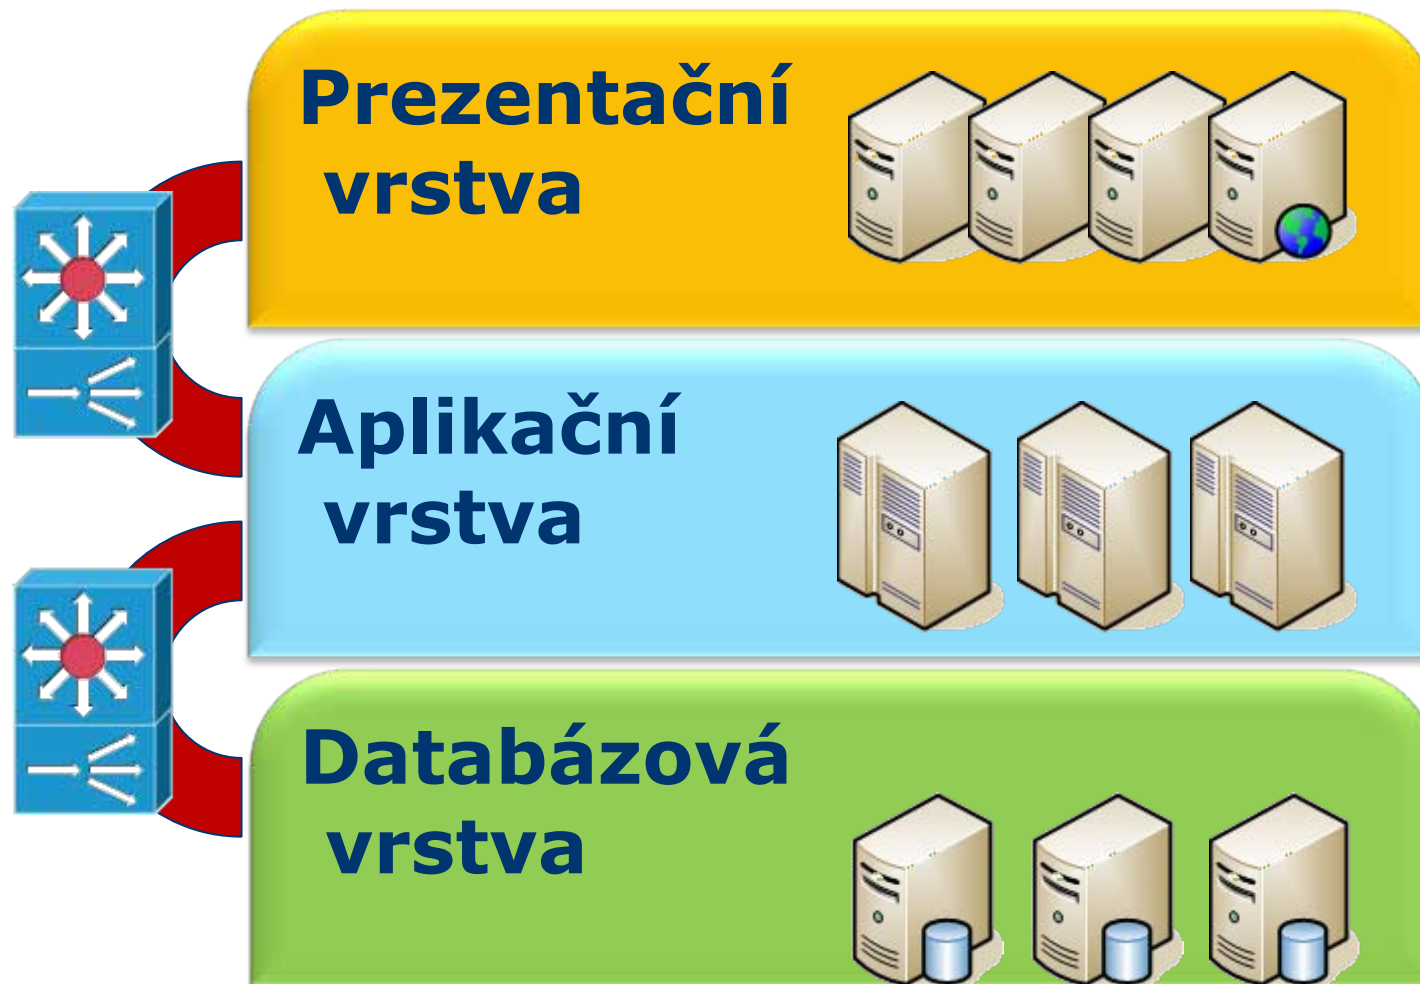 Prezentační
vrstva
Aplikační
vrstva
Databázová
vrstva